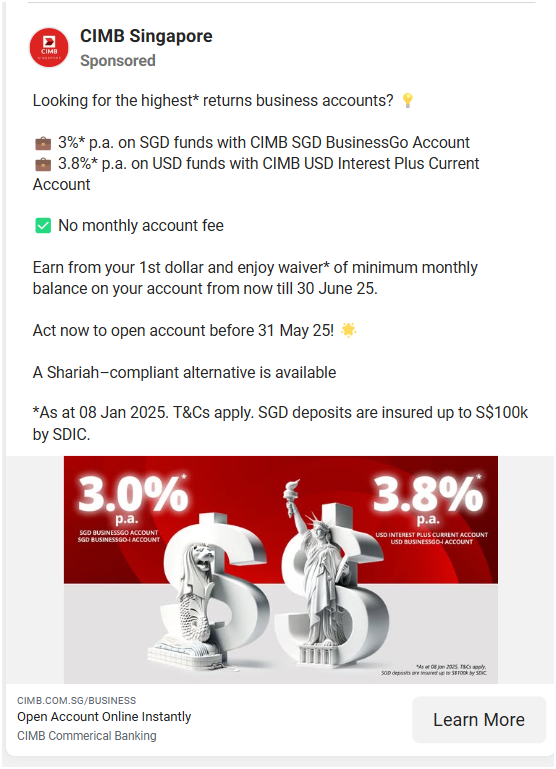 CIMB
SINGAPORE
CIMB Singapore
Sponsored
Looking for the highest* returns business accounts? 💡
💼 3%* p.a. on SGD funds with CIMB SGD BusinessGo Account
💼 3.8%* p.a. on USD funds with CIMB USD Interest Plus Current
Account
✅ No monthly account fee
Earn from your 1st dollar and enjoy waiver* of minimum monthly
balance on your account from now till 30 June 25.
Act now to open account before 31 May 25! 🌟
A Shariah–compliant alternative is available
*As at 08 Jan 2025. T&Cs apply. SGD deposits are insured up to S$100k
by SDIC.
3.0%*
p.a.
SGD BUSINESSGO ACCOUNT
SGD BUSINESSGO-i ACCOUNT
3.8%*
p.a.
USD INTEREST PLUS CURRENT ACCOUNT
USD BUSINESSGO-i ACCOUNT
*As at 08 Jan 2025. T&Cs apply.
SGD deposits are insured up to S$100k by SDIC.
CIMB.COM.SG/BUSINESS
Open Account Online Instantly
CIMB Commerical Banking
Learn More